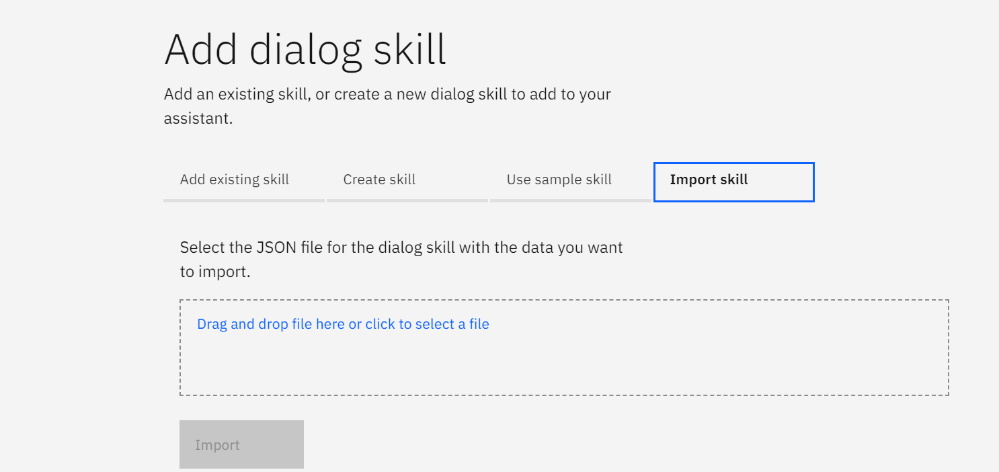 Add dialog skill
Add an existing skill, or create a new dialog skill to add to your
assistant.
Add existing skill
Create skill
Use sample skill
Import skill
Select the JSON file for the dialog skill with the data you want
to import.
Drag and drop file here or click to select a file
Import